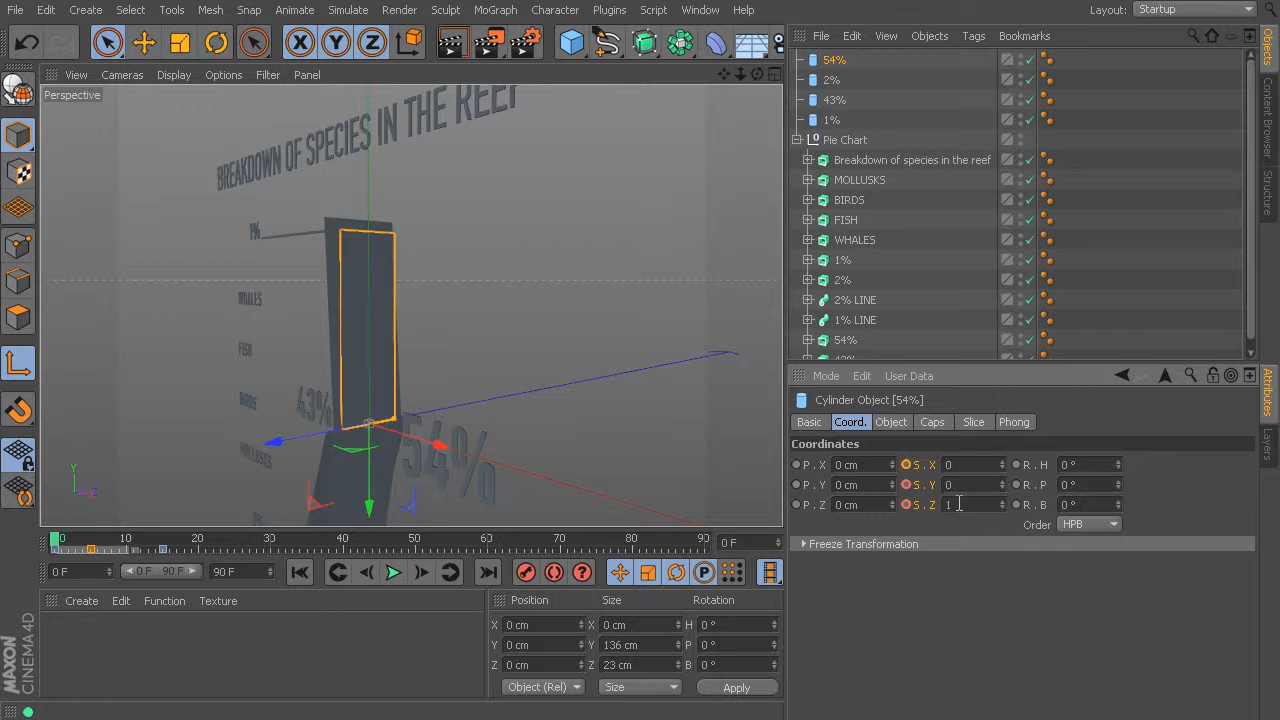 File Edit Create Select Tools Mesh Snap Animate Simulate Render Sculpt MoGraph Character Plugins Script Window Help Layout: Startup
X Y Z
View Cameras Display Options Filter Panel
File Edit View Objects Tags Bookmarks
Perspective
BREAKDOWN OF SPECIES IN THE REEF
1%
WHALES
FISH
BIRDS
MOLLUSKS
43%
54%
Y
Z
54%
2%
43%
1%
Pie Chart
Breakdown of species in the reef
MOLLUSKS
BIRDS
FISH
WHALES
1%
2%
2% LINE
1% LINE
54%
Objects
Content Browser
Structure
Attributes
Layers
Mode Edit User Data
Cylinder Object [54%]
Basic Coord. Object Caps Slice Phong
Coordinates
P . X 0 cm S . X 0 R . H 0 °
P . Y 0 cm S . Y 0 R . P 0 °
P . Z 0 cm S . Z 1 R . B 0 °
Order HPB
Freeze Transformation
0 10 20 30 40 50 60 70 80 90 0 F
0 F 0 F 90 F 90 F
P
Create Edit Function Texture
Position Size Rotation
X 0 cm X 0 cm H 0 °
Y 0 cm Y 136 cm P 0 °
Z 0 cm Z 23 cm B 0 °
Object (Rel) Size Apply
MAXON
CINEMA 4D